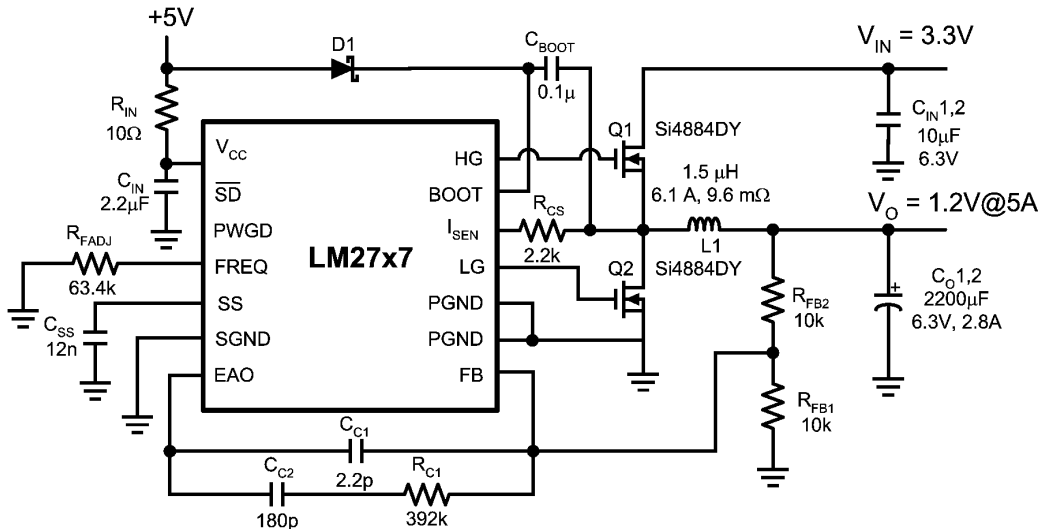 +5V
D1
C_BOOT
0.1μ
V_IN = 3.3V
R_IN
10Ω
C_IN1,2
10μF
6.3V
Q1
Si4884DY
V_CC
HG
1.5 μH
6.1 A, 9.6 mΩ
C_IN
2.2μF
S̅D̅
BOOT
R_CS
2.2k
V_O = 1.2V@5A
R_FADJ
63.4k
PWGD
I_SEN
L1
LM27x7
FREQ
LG
Q2
Si4884DY
C_SS
12n
SS
PGND
R_FB2
10k
C_O1,2
2200μF
6.3V, 2.8A
SGND
PGND
EAO
FB
R_FB1
10k
C_C1
2.2p
C_C2
180p
R_C1
392k